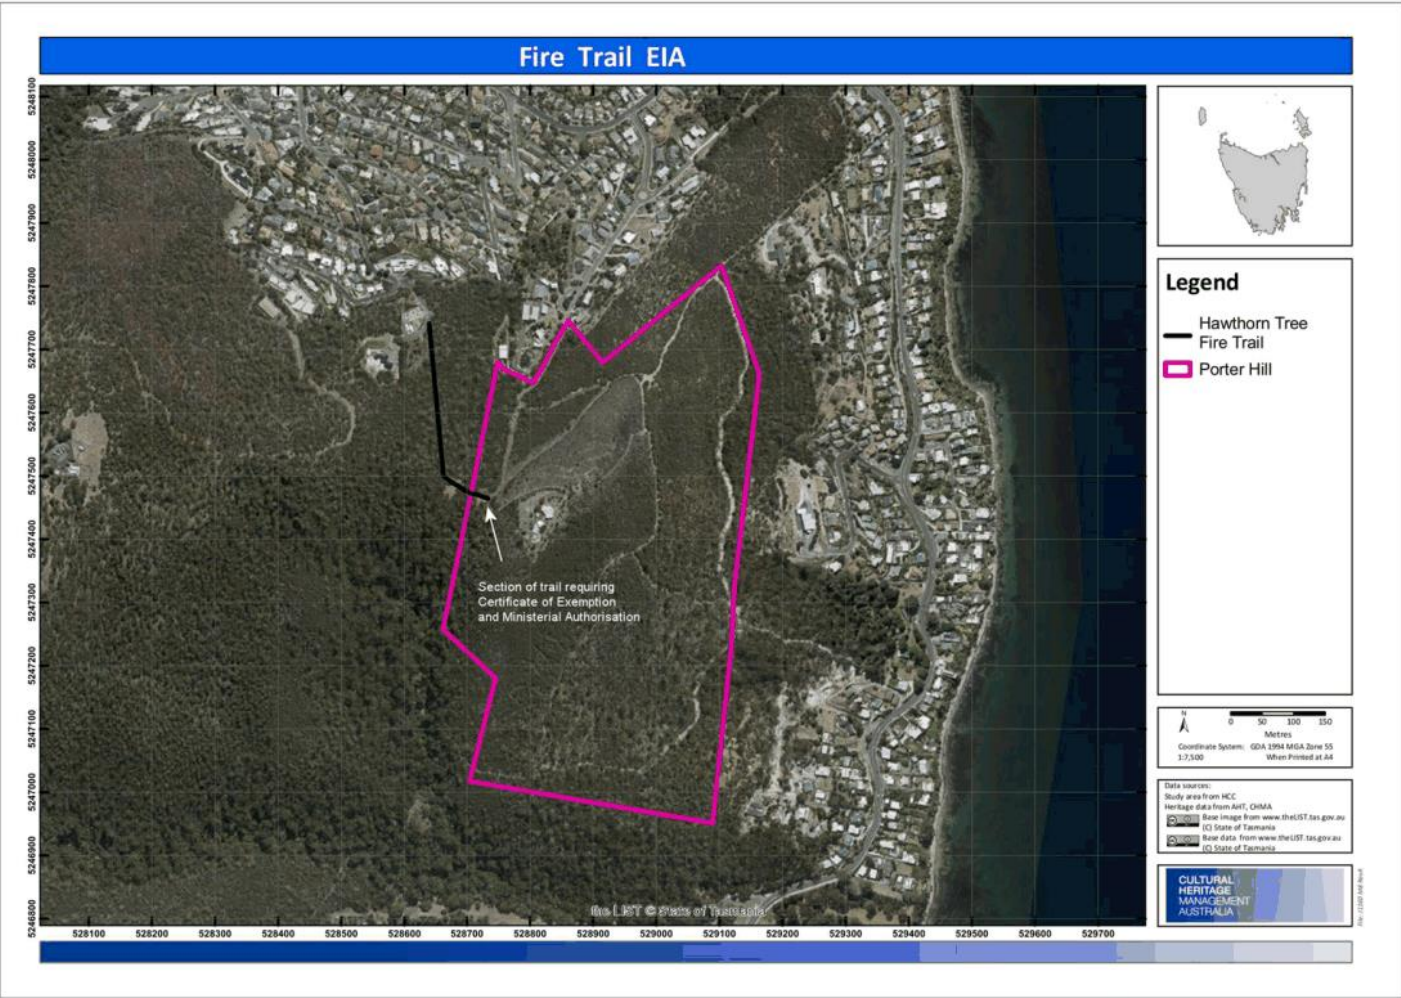 Fire Trail EIA
5248100
5248000
5247900
5247800
5247700
5247600
5247500
5247400
5247300
5247200
5247100
5247000
5246900
5246800
Section of trail requiring
Certificate of Exemption
and Ministerial Authorisation
the LIST © State of Tasmania
528100 528200 528300 528400 528500 528600 528700 528800 528900 529000 529100 529200 529300 529400 529500 529600 529700
Legend
Hawthorn Tree
Fire Trail
Porter Hill
N
0 50 100 150
Metres
Coordinate System: GDA 1994 MGA Zone 55
1:7,500 When Printed at A4
Data sources:
Study area from HCC
Heritage data from AHT, CHMA
Base image from www.theLIST.tas.gov.au
(C) State of Tasmania
Base data from www.theLIST.tas.gov.au
(C) State of Tasmania
CULTURAL
HERITAGE
MANAGEMENT
AUSTRALIA